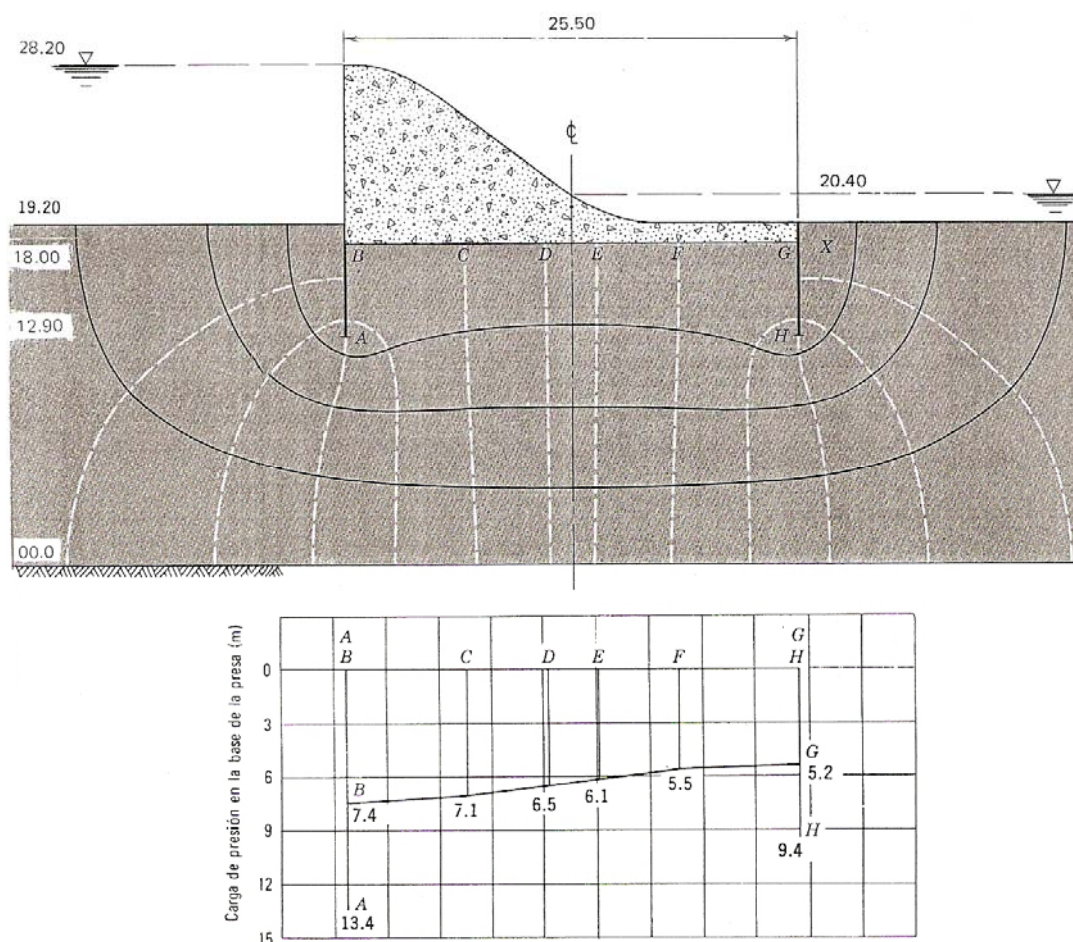 25.50
28.20
℄
20.40
19.20
18.00
B C D E F G X
12.90
A H
00.0
Carga de presión en la base de la presa (m)
A G
B C D E F H
0
3
6
9
12
15
B
7.4
7.1
6.5
6.1
5.5
G
5.2
H
9.4
A
13.4